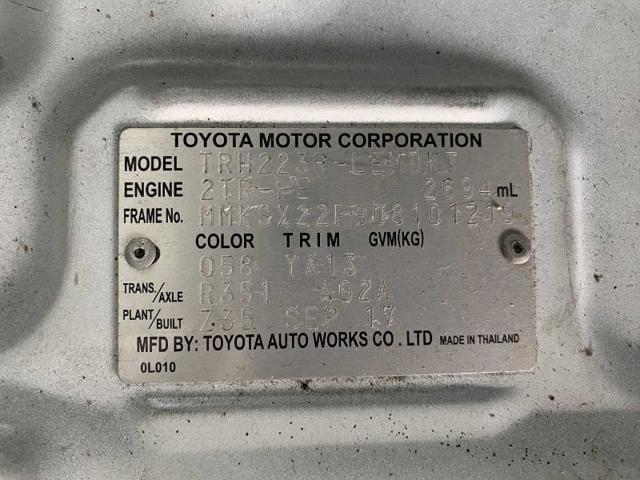 TOYOTA MOTOR CORPORATION
MODEL TRH223R-LEMDKT
ENGINE 2TR-FE 2694 mL
FRAME No.
COLOR TRIM GVM(KG)
058 YA13
TRANS./AXLE R351 A02A
PLANT/BUILT Z35 SEP 17
MFD BY: TOYOTA AUTO WORKS CO. LTD MADE IN THAILAND
0L010